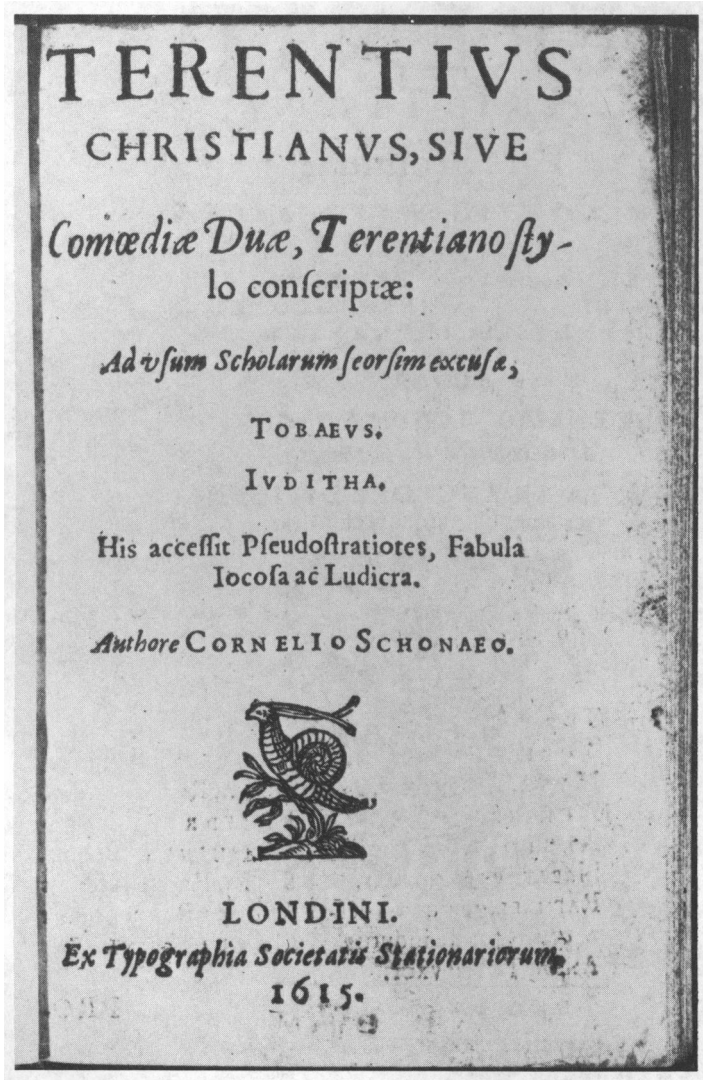 TERENTIVS
CHRISTIANVS, SIVE
Comœdiæ Duæ, Terentiano ſty-
lo conſcriptæ:
Ad vſum Scholarum ſeorſim excuſæ,
TOBAEVS.
IVDITHA.
His acceſſit Pſeudoſtratiotes, Fabula
Iocoſa ac Ludicra.
Authore CORNELIO SCHONAEO.
LONDINI.
Ex Typographia Societatis Stationariorum,
1615.